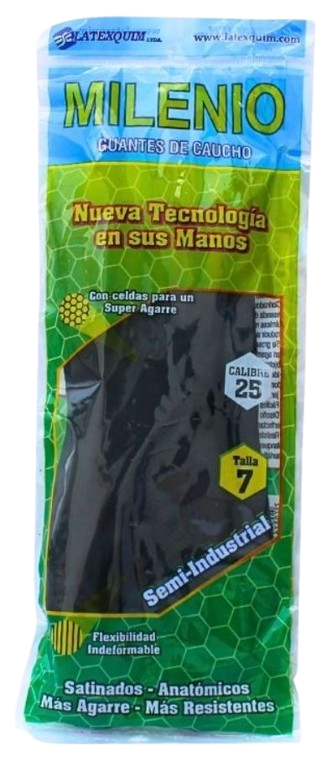 LATEXQUIM LTDA.
www.latexquim.com
MILENIO
GUANTES DE CAUCHO
Nueva Tecnología
en sus Manos
Con celdas para un
Super Agarre
CALIBRE
25
Talla
7
Semi-Industrial
Flexibilidad
Indeformable
Satinados - Anatómicos
Más Agarre - Más Resistentes